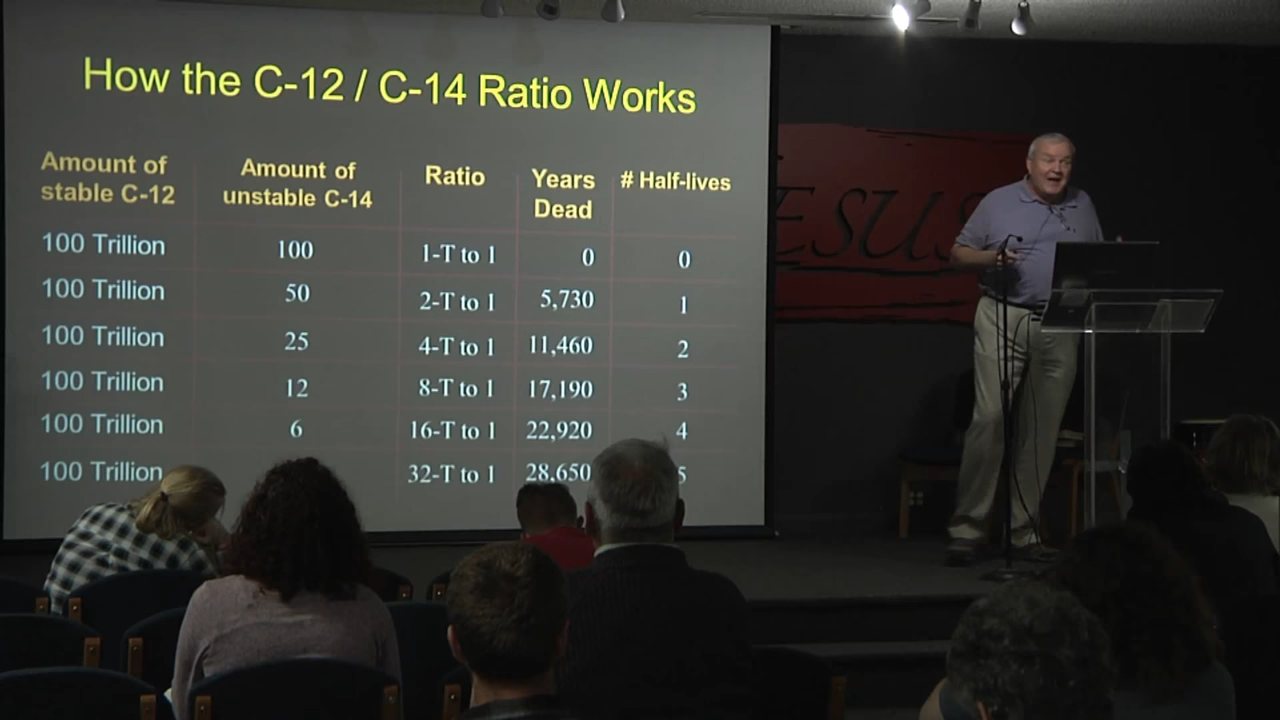 How the C-12 / C-14 Ratio Works
Amount of stable C-12 Amount of unstable C-14 Ratio Years Dead # Half-lives
100 Trillion 100 1-T to 1 0 0
100 Trillion 50 2-T to 1 5,730 1
100 Trillion 25 4-T to 1 11,460 2
100 Trillion 12 8-T to 1 17,190 3
100 Trillion 6 16-T to 1 22,920 4
100 Trillion 32-T to 1 28,650 5
ESUS